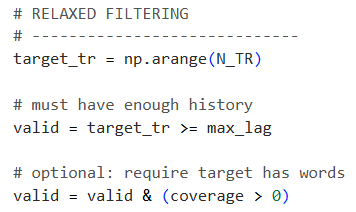 # RELAXED FILTERING
# -----------------------------
target_tr = np.arange(N_TR)
# must have enough history
valid = target_tr >= max_lag
# optional: require target has words
valid = valid & (coverage > 0)